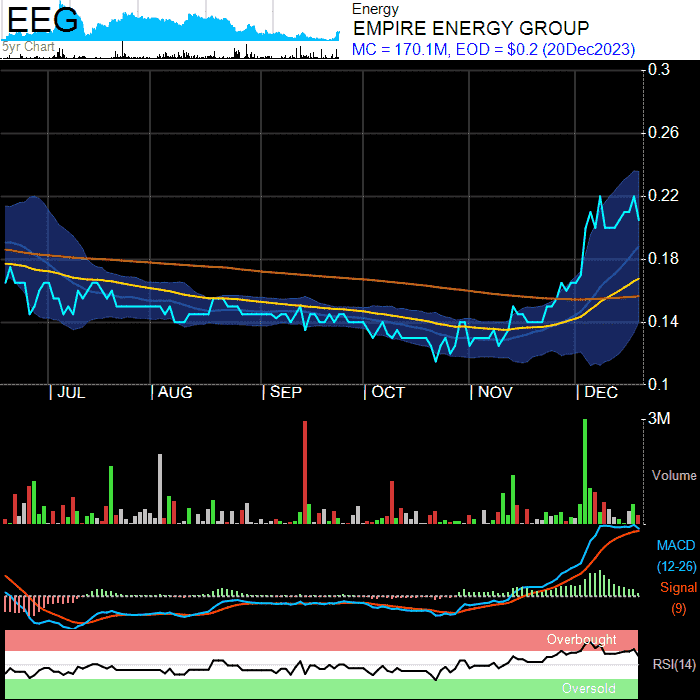 EEG
5yr Chart
Energy
EMPIRE ENERGY GROUP
MC = 170.1M, EOD = $0.2 (20Dec2023)
0.3
0.26
0.22
0.18
0.14
0.1
JUL AUG SEP OCT NOV DEC
3M
Volume
MACD
(12-26)
Signal
(9)
Overbought
RSI(14)
Oversold